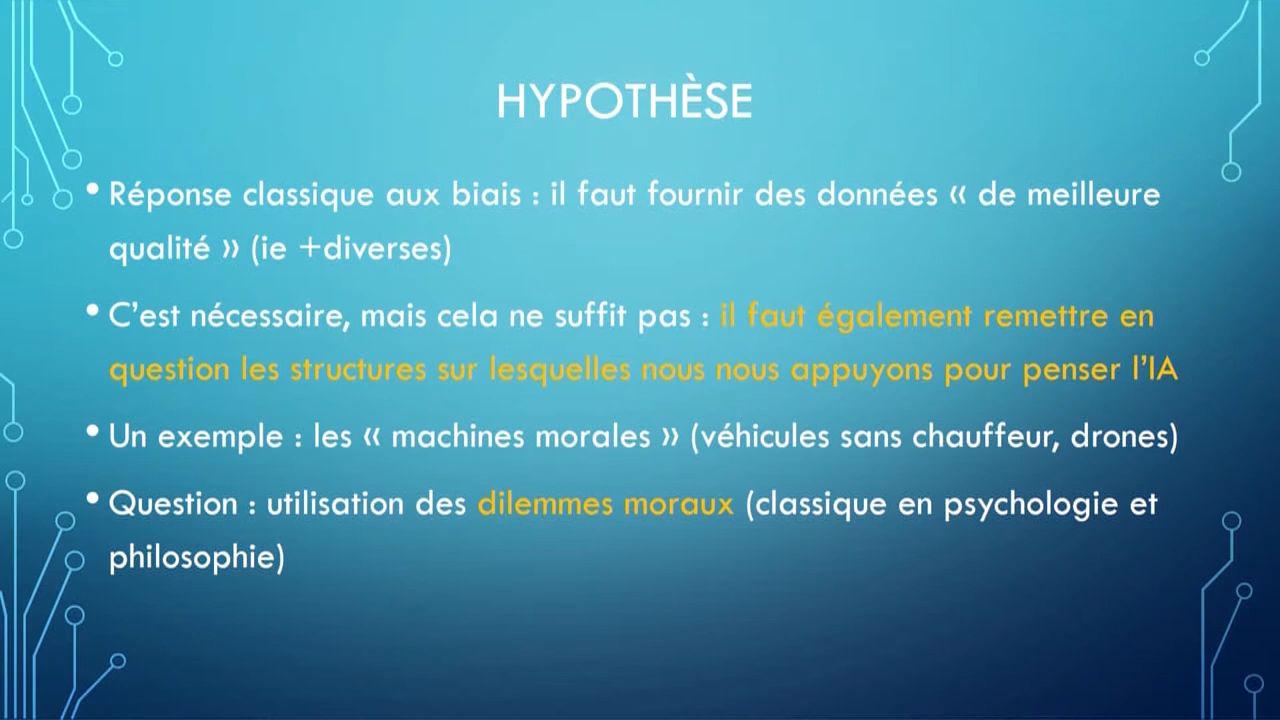 HYPOTHÈSE
• Réponse classique aux biais : il faut fournir des données « de meilleure
qualité » (ie +diverses)
• C’est nécessaire, mais cela ne suffit pas : il faut également remettre en
question les structures sur lesquelles nous nous appuyons pour penser l’IA
• Un exemple : les « machines morales » (véhicules sans chauffeur, drones)
• Question : utilisation des dilemmes moraux (classique en psychologie et
philosophie)